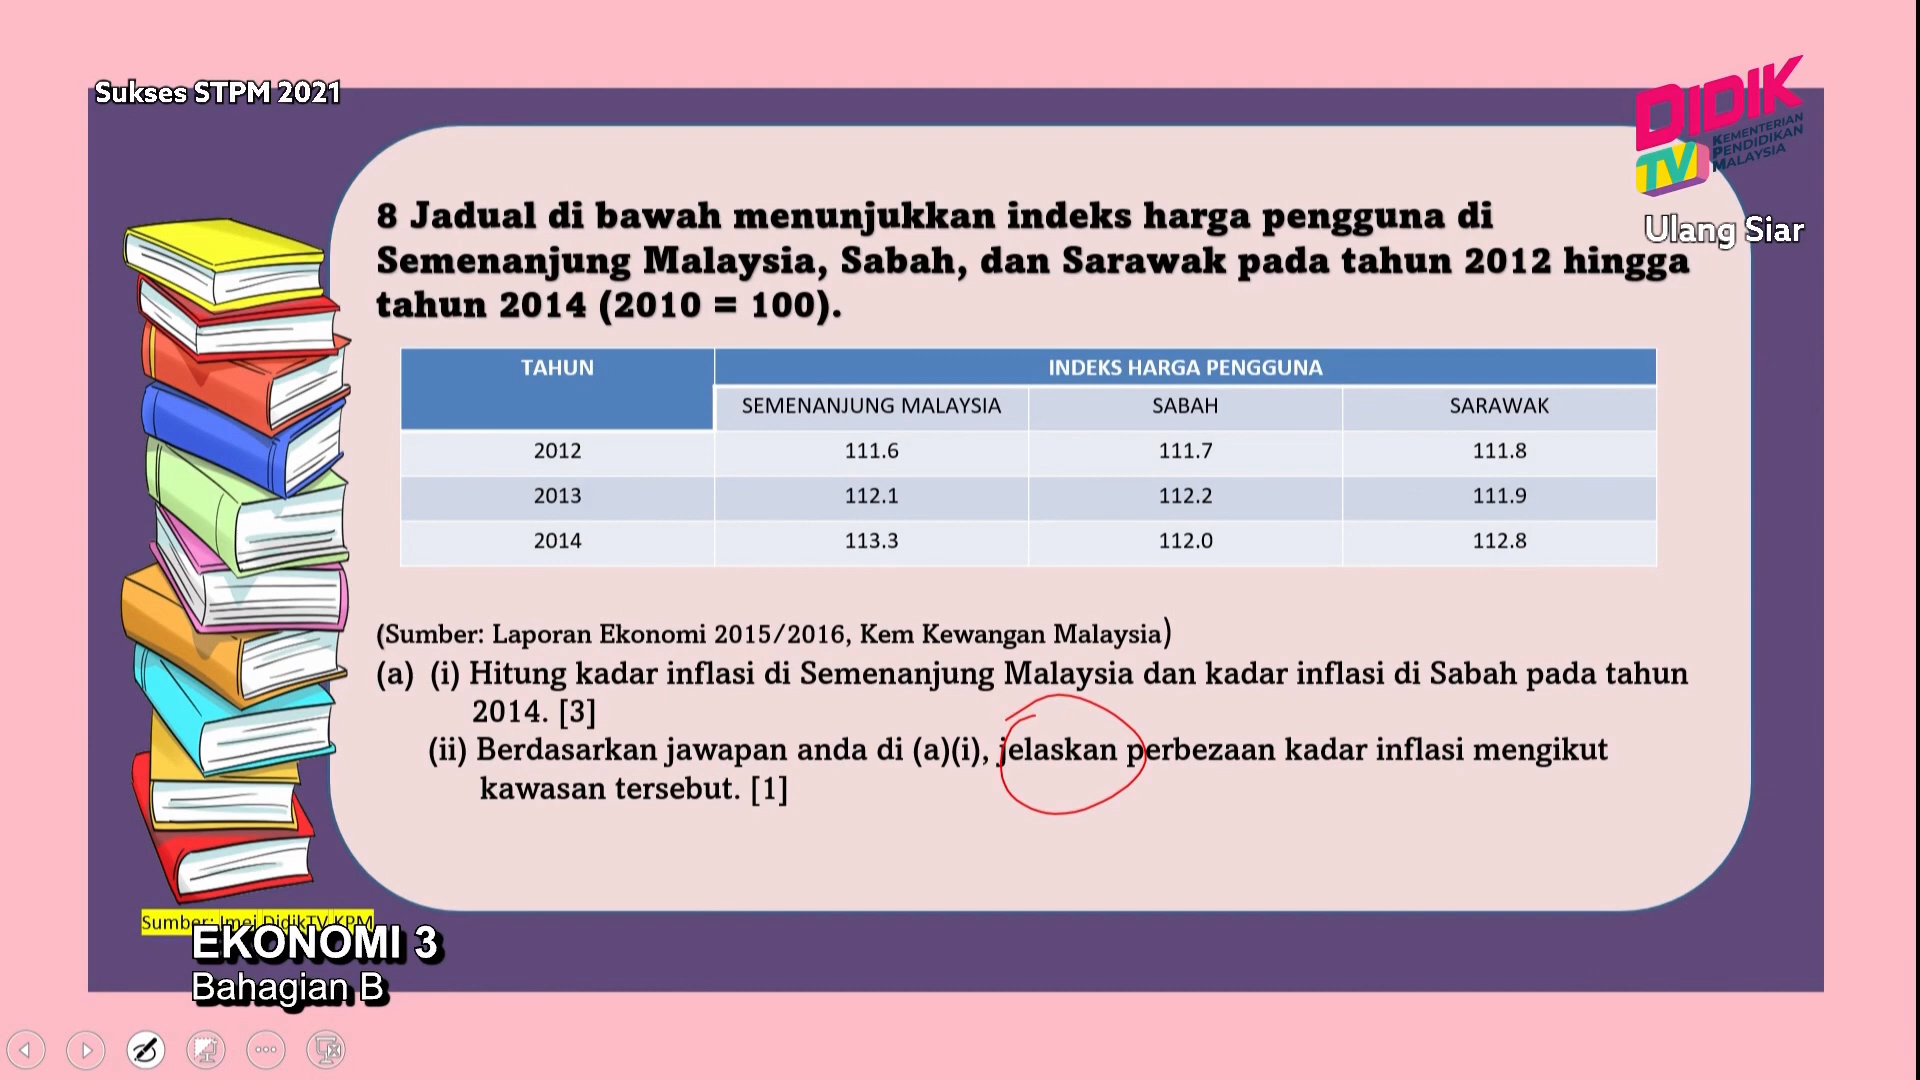 Sukses STPM 2021
DIDIK
TV
KEMENTERIAN
PENDIDIKAN
MALAYSIA
Ulang Siar
8 Jadual di bawah menunjukkan indeks harga pengguna di
Semenanjung Malaysia, Sabah, dan Sarawak pada tahun 2012 hingga
tahun 2014 (2010 = 100).
TAHUN INDEKS HARGA PENGGUNA
SEMENANJUNG MALAYSIA SABAH SARAWAK
2012 111.6 111.7 111.8
2013 112.1 112.2 111.9
2014 113.3 112.0 112.8
(Sumber: Laporan Ekonomi 2015/2016, Kem Kewangan Malaysia)
(a) (i) Hitung kadar inflasi di Semenanjung Malaysia dan kadar inflasi di Sabah pada tahun
2014. [3]
(ii) Berdasarkan jawapan anda di (a)(i), jelaskan perbezaan kadar inflasi mengikut
kawasan tersebut. [1]
Sumber: Imej DidikTV KPM
EKONOMI 3
Bahagian B